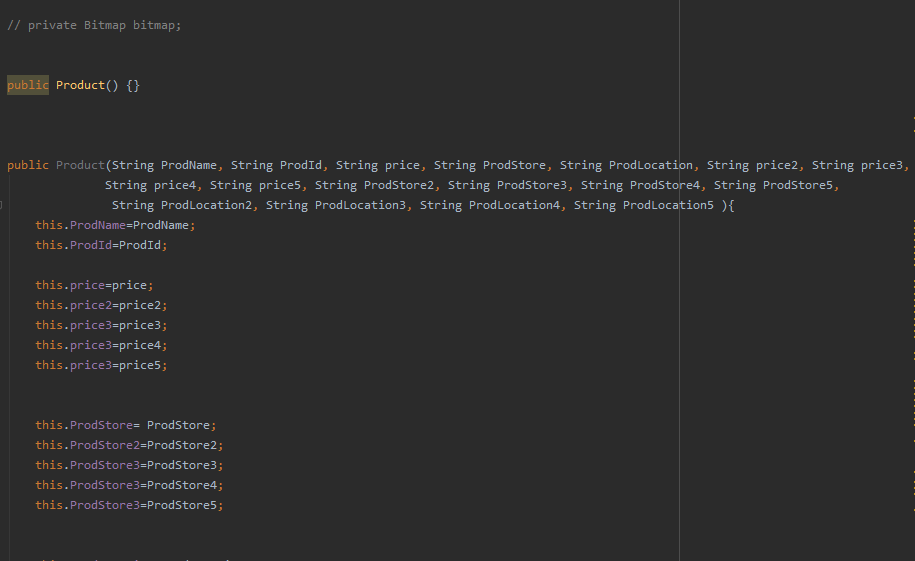 // private Bitmap bitmap;
public Product() {}
public Product(String ProdName, String ProdId, String price, String ProdStore, String ProdLocation, String price2, String price3,
String price4, String price5, String ProdStore2, String ProdStore3, String ProdStore4, String ProdStore5,
String ProdLocation2, String ProdLocation3, String ProdLocation4, String ProdLocation5 ){
this.ProdName=ProdName;
this.ProdId=ProdId;
this.price=price;
this.price2=price2;
this.price3=price3;
this.price3=price4;
this.price3=price5;
this.ProdStore= ProdStore;
this.ProdStore2=ProdStore2;
this.ProdStore3=ProdStore3;
this.ProdStore3=ProdStore4;
this.ProdStore3=ProdStore5;